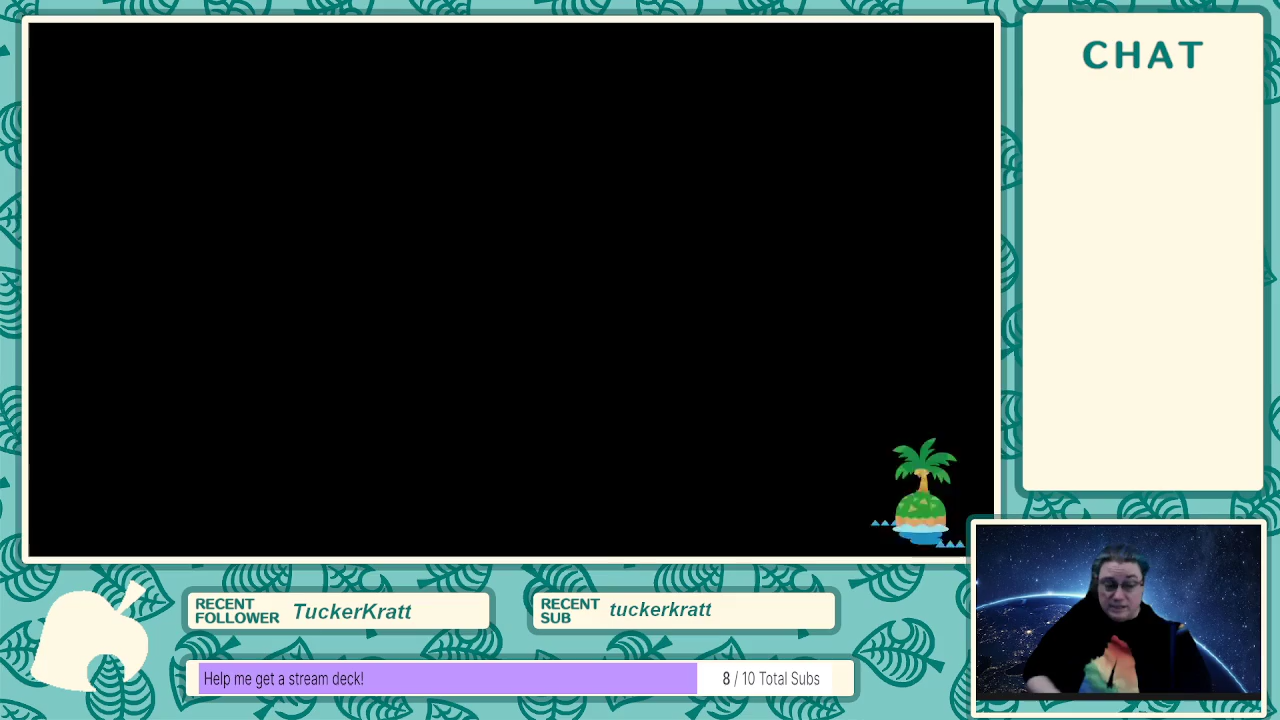 CHAT
RECENT
FOLLOWER
TuckerKratt
RECENT
SUB
tuckerkratt
Help me get a stream deck!
8 / 10 Total Subs